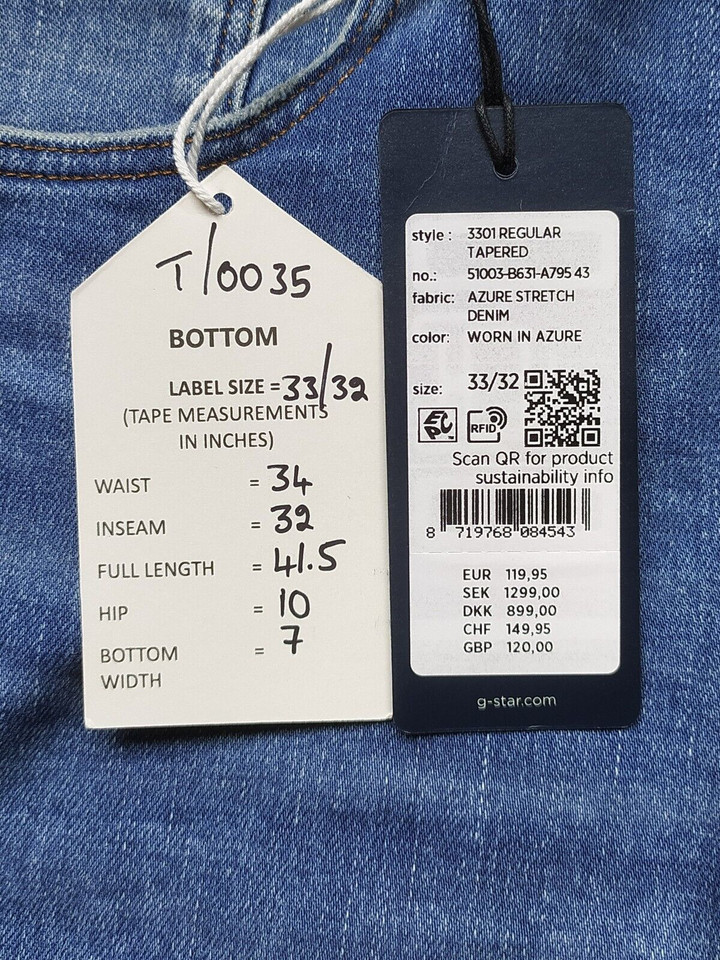 T/0035
BOTTOM
LABEL SIZE = 33/32
(TAPE MEASUREMENTS
IN INCHES)
WAIST = 34
INSEAM = 32
FULL LENGTH = 41.5
HIP = 10
BOTTOM = 7
WIDTH
style : 3301 REGULAR
TAPERED
no.: 51003-B631-A795 43
fabric: AZURE STRETCH
DENIM
color: WORN IN AZURE
size: 33/32
EPC RFID
Scan QR for product
sustainability info
8 719768 084543
EUR 119,95
SEK 1299,00
DKK 899,00
CHF 149,95
GBP 120,00
g-star.com